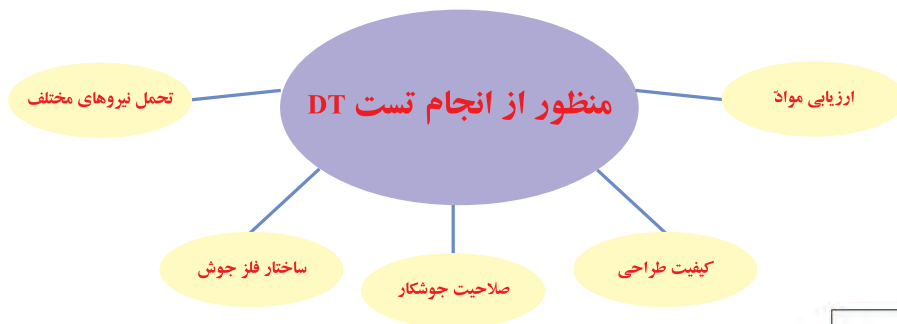 منظور از انجام تست DT
ارزیابی موادّ
کیفیت طراحی
صلاحیت جوشکار
ساختار فلز جوش
تحمل نیروهای مختلف